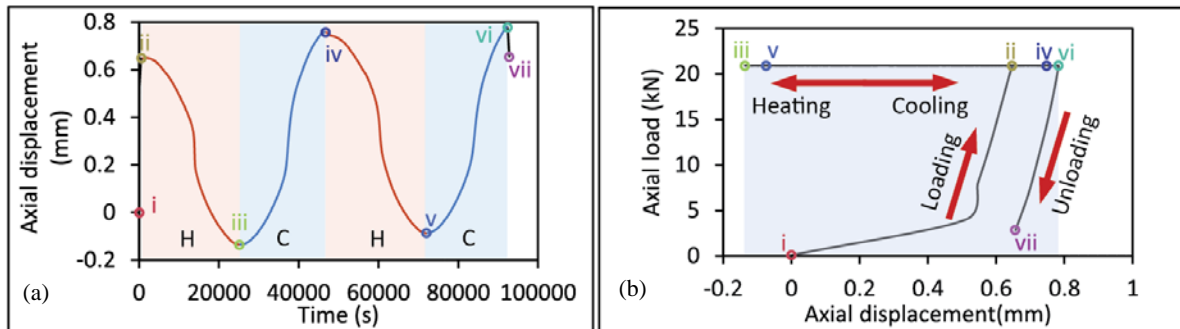 Axial displacement
(mm)
0.8
0.6
0.4
0.2
0
-0.2
ii
i
iii
iv
v
vi
vii
H
C
H
C
0
20000
40000
60000
80000
100000
Time (s)
(a)
Axial load (kN)
25
20
15
10
5
0
iii
v
ii
iv
vi
Heating
Cooling
Loading
Unloading
i
vii
-0.2
0
0.2
0.4
0.6
0.8
1
Axial displacement(mm)
(b)